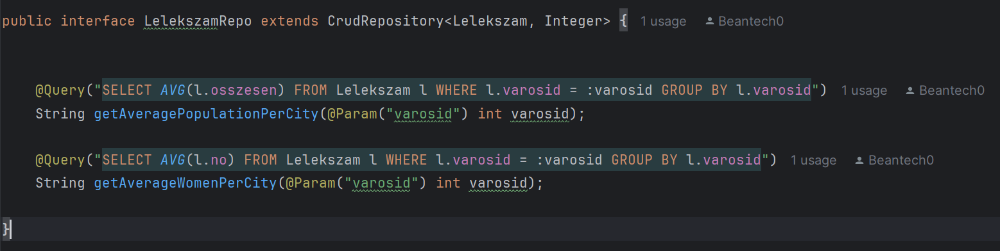 public interface LelekszamRepo extends CrudRepository<Lelekszam, Integer> { 1 usage Beantech0
@Query("SELECT AVG(l.osszesen) FROM Lelekszam l WHERE l.varosid = :varosid GROUP BY l.varosid") 1 usage Beantech0
String getAveragePopulationPerCity(@Param("varosid") int varosid);
@Query("SELECT AVG(l.no) FROM Lelekszam l WHERE l.varosid = :varosid GROUP BY l.varosid") 1 usage Beantech0
String getAverageWomenPerCity(@Param("varosid") int varosid);
}